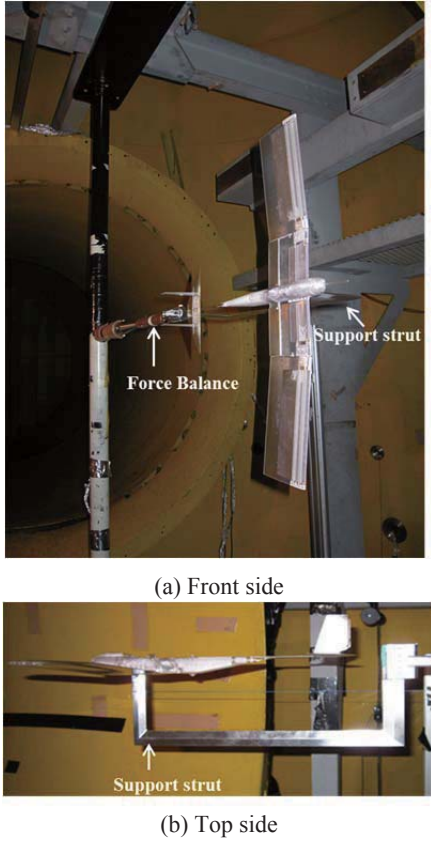 Support strut
Force Balance
(a) Front side
Support strut
(b) Top side